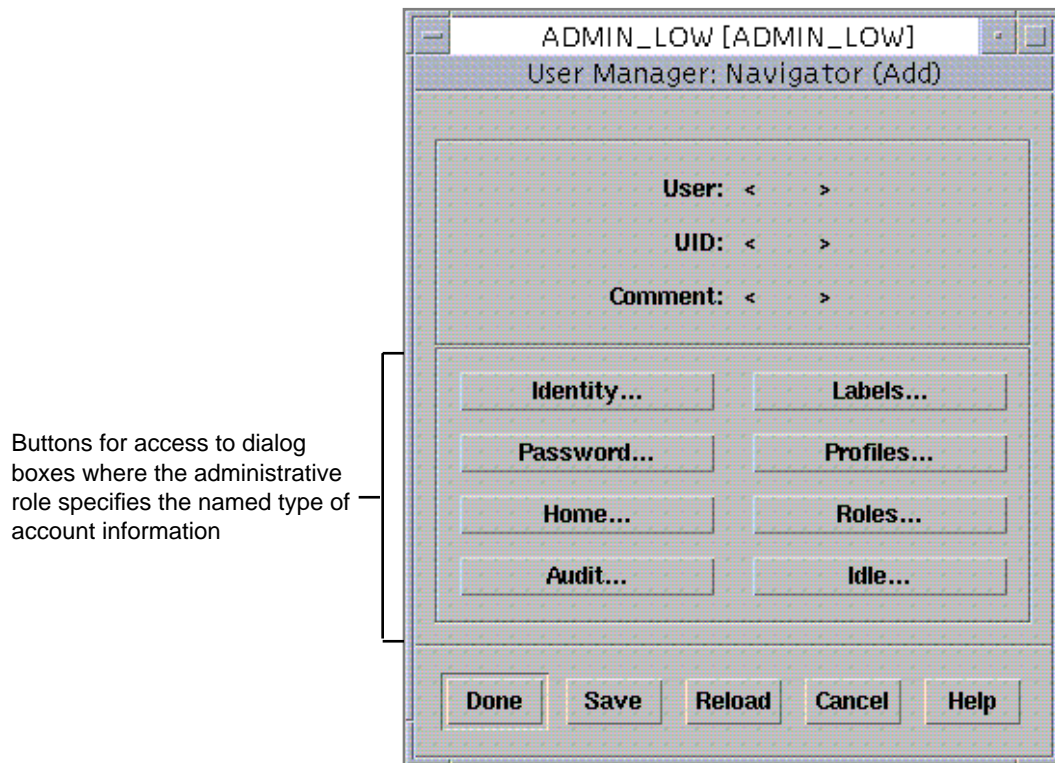 ADMIN_LOW [ADMIN_LOW]
User Manager: Navigator (Add)
User: < >
UID: < >
Comment: < >
Identity... Labels...
Password... Profiles...
Home... Roles...
Audit... Idle...
Buttons for access to dialog
boxes where the administrative
role specifies the named type of
account information
Done Save Reload Cancel Help